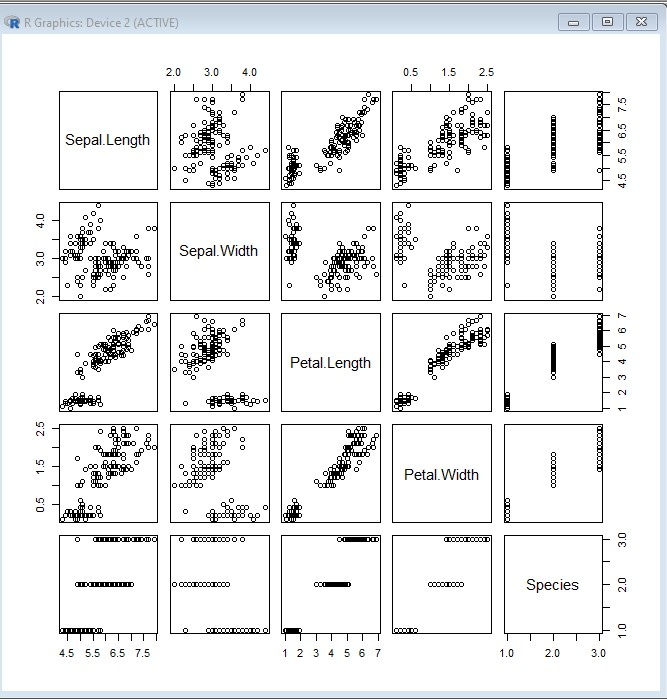 R Graphics: Device 2 (ACTIVE)
2.0 3.0 4.0
0.5 1.5 2.5
Sepal.Length
4.5 5.5 6.5 7.5
2.0 3.0 4.0
Sepal.Width
Petal.Length
1 2 3 4 5 6 7
0.5 1.5 2.5
Petal.Width
Species
1.0 2.0 3.0
4.5 5.5 6.5 7.5
1 2 3 4 5 6 7
1.0 2.0 3.0